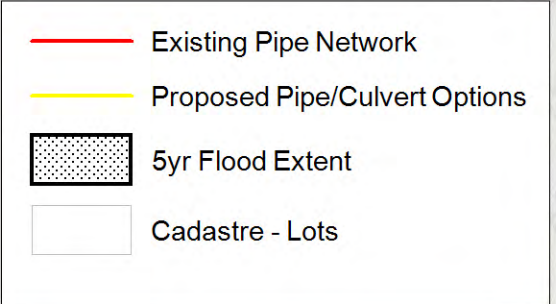 Existing Pipe Network
Proposed Pipe/Culvert Options
5yr Flood Extent
Cadastre - Lots